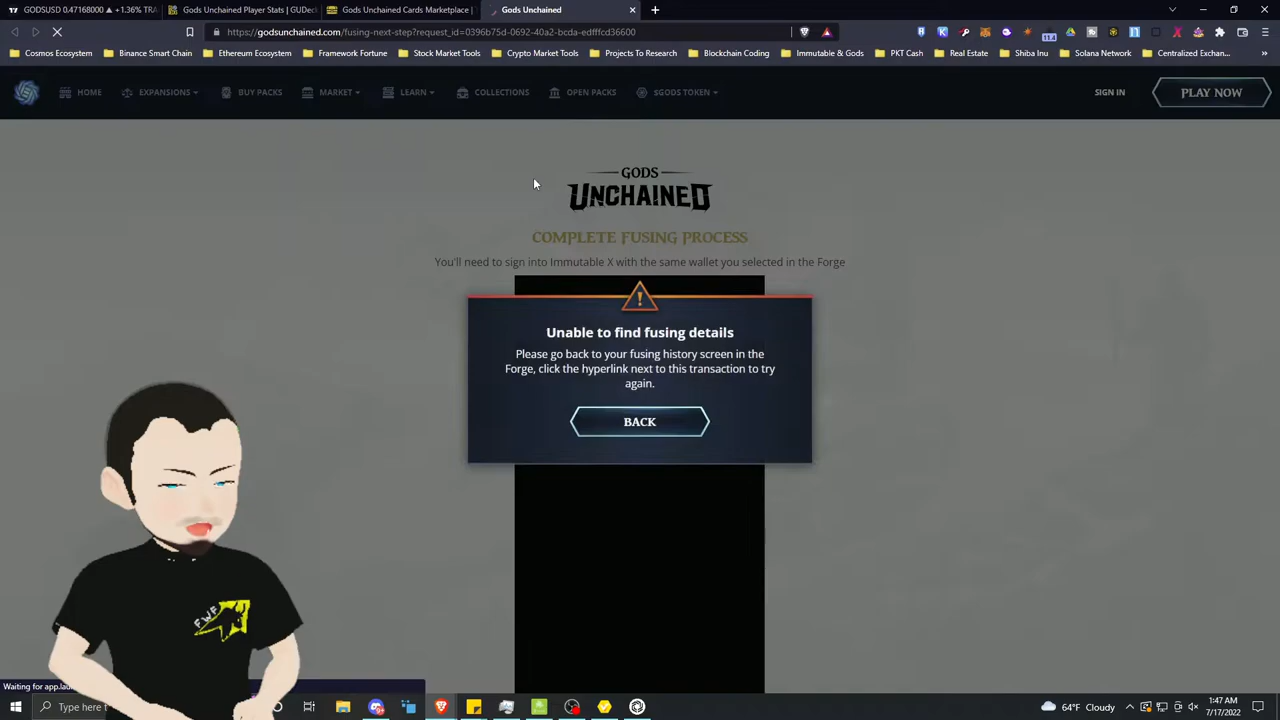 GODSUSD 0.47168000 ▲ +1.36% TRA
Gods Unchained Player Stats | GUDeci
Gods Unchained Cards Marketplace |
Gods Unchained
https://godsunchained.com/fusing-next-step?request_id=0396b75d-0692-40a2-bcda-edfffcd36600
11.4
Cosmos Ecosystem
Binance Smart Chain
Ethereum Ecosystem
Framework Fortune
Stock Market Tools
Crypto Market Tools
Projects To Research
Blockchain Coding
Immutable & Gods
PKT Cash
Real Estate
Shiba Inu
Solana Network
Centralized Exchan...
HOME
EXPANSIONS
BUY PACKS
MARKET
LEARN
COLLECTIONS
OPEN PACKS
$GODS TOKEN
SIGN IN
PLAY NOW
GODS
UNCHAINED
COMPLETE FUSING PROCESS
You'll need to sign into Immutable X with the same wallet you selected in the Forge
Unable to find fusing details
Please go back to your fusing history screen in the
Forge, click the hyperlink next to this transaction to try
again.
BACK
FWF
Waiting for app.lau
Type here t
64°F Cloudy
1:47 AM
7/17/2022